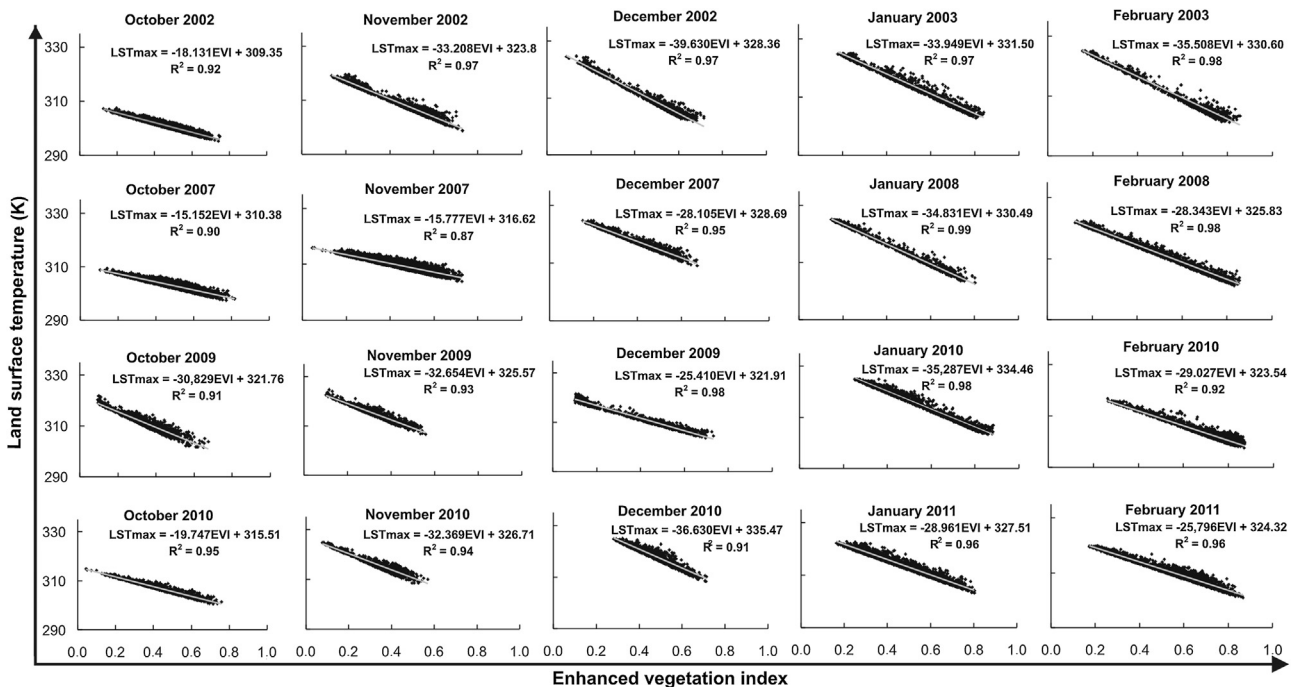 October 2002
LSTmax = -18.131EVI + 309.35
R² = 0.92
November 2002
LSTmax = -33.208EVI + 323.8
R² = 0.97
December 2002
LSTmax = -39.630EVI + 328.36
R² = 0.97
January 2003
LSTmax = -33.949EVI + 331.50
R² = 0.97
February 2003
LSTmax = -35.508EVI + 330.60
R² = 0.98
330
310
290
October 2007
LSTmax = -15.152EVI + 310.38
R² = 0.90
November 2007
LSTmax = -15.777EVI + 316.62
R² = 0.87
December 2007
LSTmax = -28.105EVI + 328.69
R² = 0.95
January 2008
LSTmax = -34.831EVI + 330.49
R² = 0.99
February 2008
LSTmax = -28.343EVI + 325.83
R² = 0.98
330
310
290
October 2009
LSTmax = -30,829EVI + 321.76
R² = 0.91
November 2009
LSTmax = -32.654EVI + 325.57
R² = 0.93
December 2009
LSTmax = -25.410EVI + 321.91
R² = 0.98
January 2010
LSTmax = -35,287EVI + 334.46
R² = 0.98
February 2010
LSTmax = -29.027EVI + 323.54
R² = 0.92
330
310
290
October 2010
LSTmax = -19.747EVI + 315.51
R² = 0.95
November 2010
LSTmax = -32.369EVI + 326.71
R² = 0.94
December 2010
LSTmax = -36.630EVI + 335.47
R² = 0.91
January 2011
LSTmax = -28.961EVI + 327.51
R² = 0.96
February 2011
LSTmax = -25,796EVI + 324.32
R² = 0.96
330
310
290
0.0 0.2 0.4 0.6 0.8 1.0 0.0 0.2 0.4 0.6 0.8 1.0 0.0 0.2 0.4 0.6 0.8 1.0 0.0 0.2 0.4 0.6 0.8 1.0 0.0 0.2 0.4 0.6 0.8 1.0
Land surface temperature (K)
Enhanced vegetation index